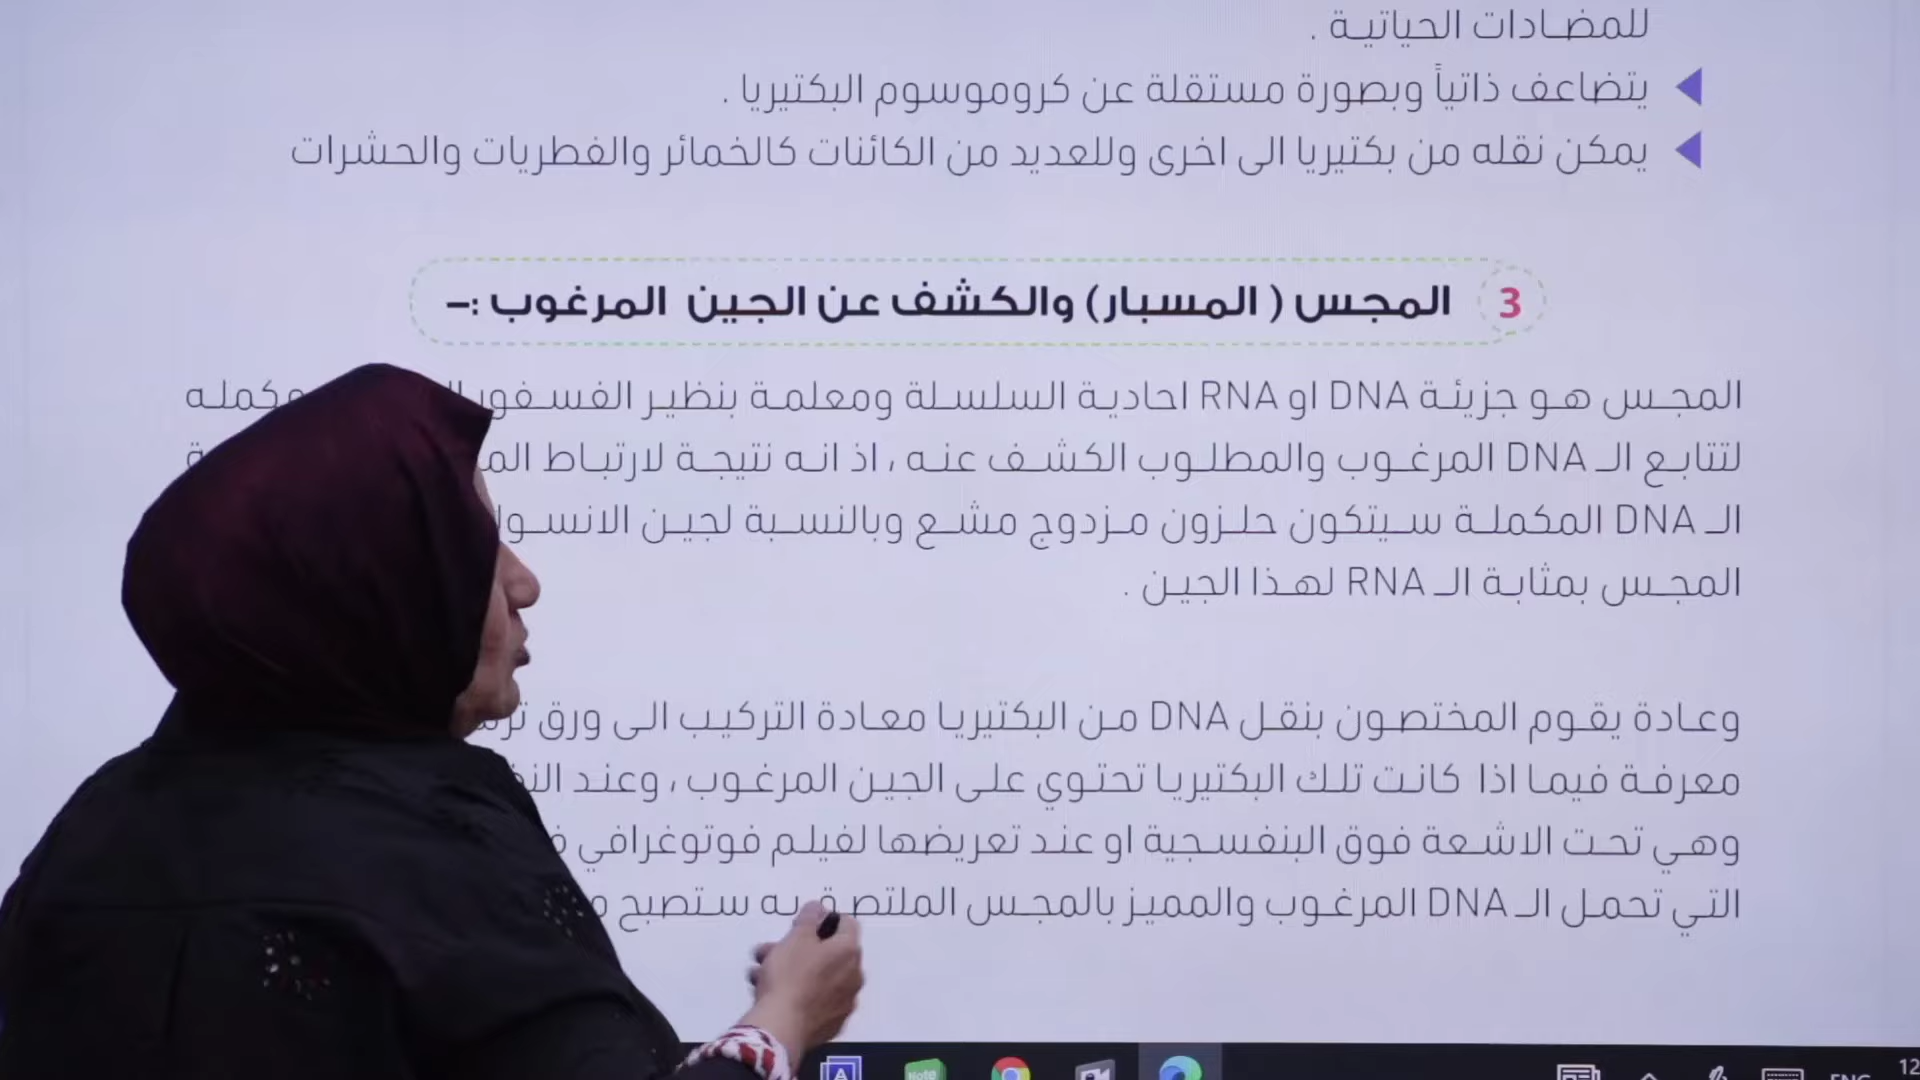 للمضادات الحياتية .
يتضاعف ذاتياً وبصورة مستقلة عن كروموسوم البكتيريا .
يمكن نقله من بكتيريا الى اخرى وللعديد من الكائنات كالخمائر والفطريات والحشرات
3 المجس ( المسبار) والكشف عن الجين المرغوب :–
المجس هو جزيئة DNA او RNA احادية السلسلة ومعلمة بنظير مكمله
لتتابع الـ DNA المرغوب والمطلوب الكشف عنه ، اذ انه نتيجة لارتباط
الـ DNA المكملة سيتكون حلزون مزدوج مشع وبالنسبة لجين
المجس بمثابة الـ RNA لهذا الجين .
وعادة يقوم المختصون بنقل DNA من البكتيريا معادة التركيب الى ورق
معرفة فيما اذا كانت تلك البكتيريا تحتوي على الجين المرغوب ، وعند
وهي تحت الاشعة فوق البنفسجية او عند تعريضها لفيلم فوتوغرافي
التي تحمل الـ DNA المرغوب والمميز بالمجس الملتصق به ستصبح
A
Note
ENG
12